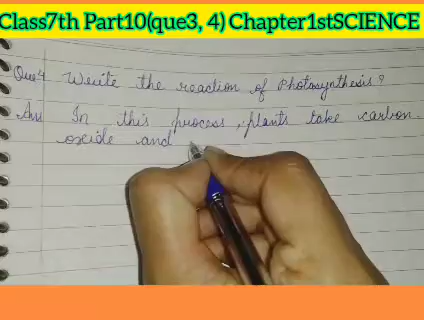 Class7th Part10(que3, 4) Chapter1stSCIENCE
Que4 Write the reaction of Photosynthesis?
Ans In this process, plants take carbon
oxide and